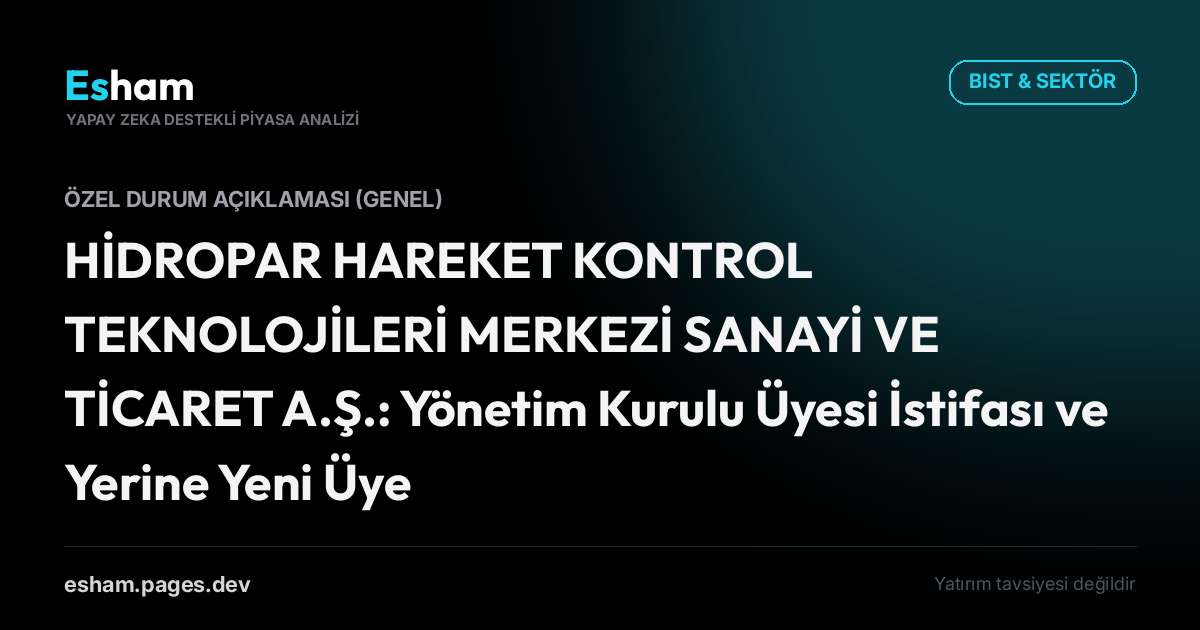 Esham
BIST & SEKTÖR
YAPAY ZEKA DESTEKLİ PİYASA ANALİZİ
ÖZEL DURUM AÇIKLAMASI (GENEL)
HİDROPAR HAREKET KONTROL
TEKNOLOJİLERİ MERKEZİ SANAYİ VE
TİCARET A.Ş.: Yönetim Kurulu Üyesi İstifası ve
Yerine Yeni Üye
esham.pages.dev
Yatırım tavsiyesi değildir